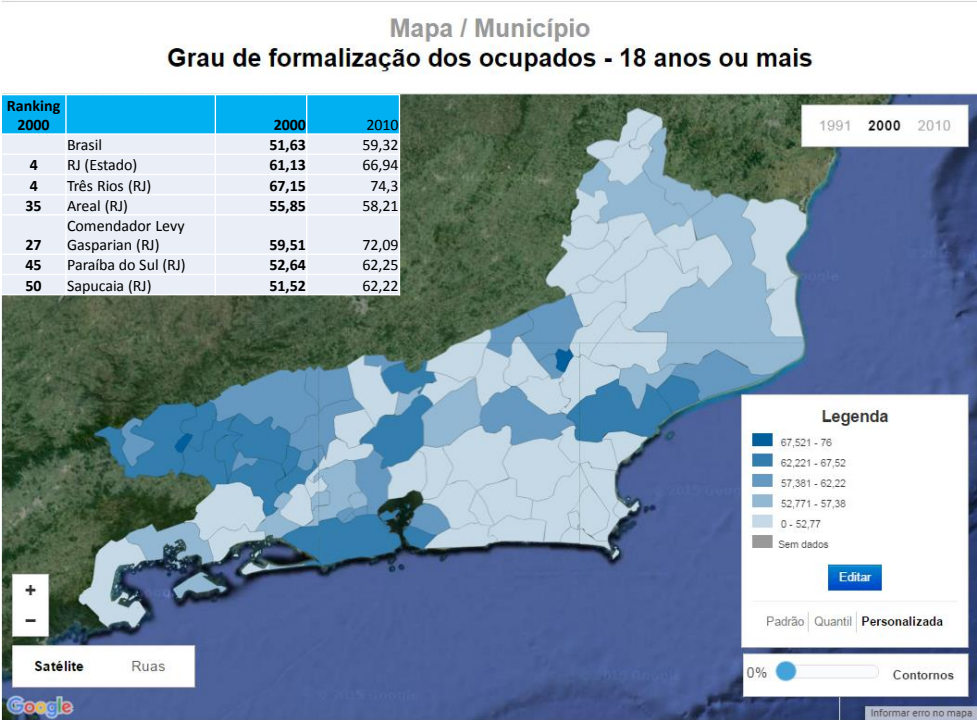 Mapa / Município
Grau de formalização dos ocupados - 18 anos ou mais
Ranking
2000 2000 2010
Brasil 51,63 59,32
4 RJ (Estado) 61,13 66,94
4 Três Rios (RJ) 67,15 74,3
35 Areal (RJ) 55,85 58,21
Comendador Levy
27 Gasparian (RJ) 59,51 72,09
45 Paraíba do Sul (RJ) 52,64 62,25
50 Sapucaia (RJ) 51,52 62,22
1991 2000 2010
Legenda
67,521 - 76
62,221 - 67,52
57,381 - 62,22
52,771 - 57,38
0 - 52,77
Sem dados
Editar
Padrão Quantil Personalizada
+
-
Satélite Ruas
0% Contornos
Google
Informar erro no mapa